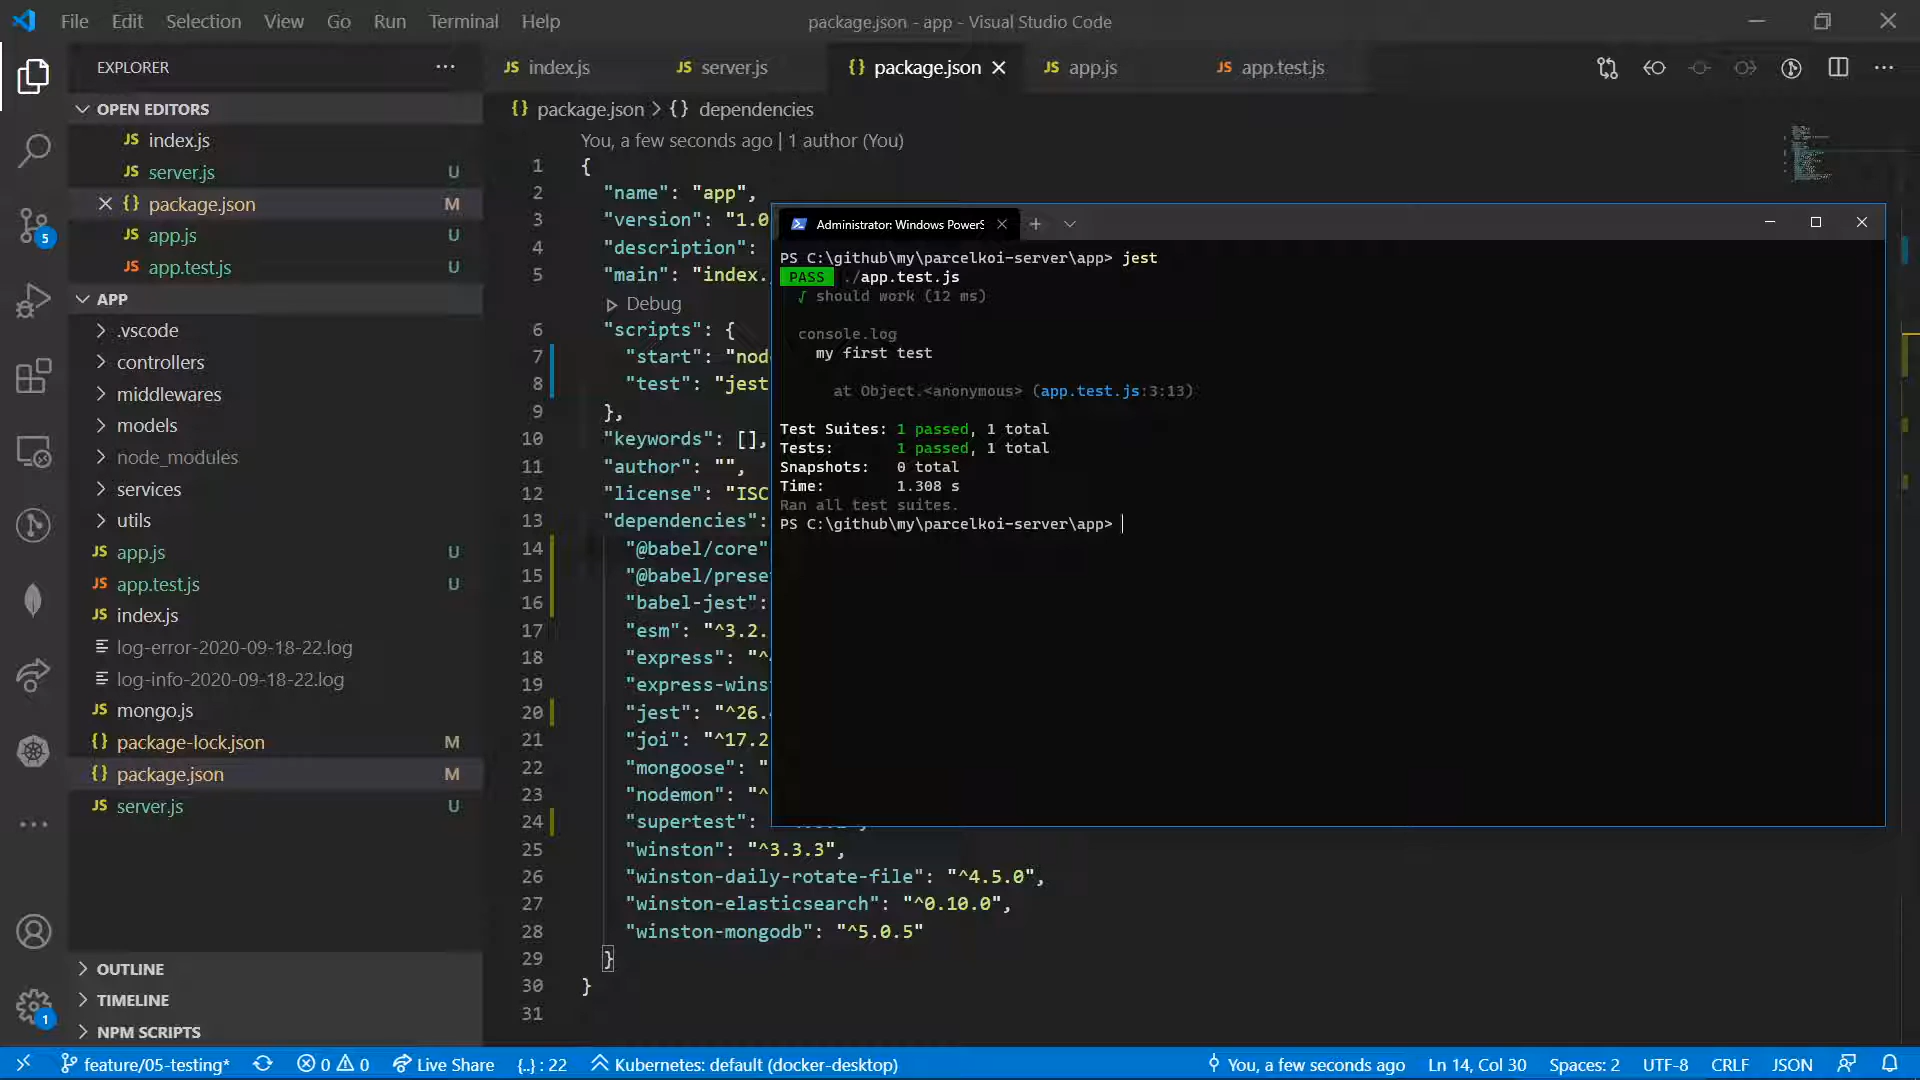 File Edit Selection View Go Run Terminal Help
package.json - app - Visual Studio Code
EXPLORER
OPEN EDITORS
JS index.js
JS server.js U
{} package.json M
JS app.js U
JS app.test.js U
APP
.vscode
controllers
middlewares
models
node_modules
services
utils
JS app.js U
JS app.test.js U
JS index.js
log-error-2020-09-18-22.log
log-info-2020-09-18-22.log
JS mongo.js
{} package-lock.json M
{} package.json M
JS server.js U
OUTLINE
TIMELINE
NPM SCRIPTS
5
1
JS index.js JS server.js {} package.json JS app.js JS app.test.js
{} package.json > {} dependencies
You, a few seconds ago | 1 author (You)
1 {
2 "name": "app",
3 "version": "1.0
4 "description":
5 "main": "index.
Debug
6 "scripts": {
7 "start": "nod
8 "test": "jest
9 },
10 "keywords": [],
11 "author": "",
12 "license": "ISC
13 "dependencies":
14 "@babel/core"
15 "@babel/prese
16 "babel-jest":
17 "esm": "^3.2.
18 "express": "^
19 "express-wins
20 "jest": "^26.
21 "joi": "^17.2
22 "mongoose": "
23 "nodemon": "^
24 "supertest":
25 "winston": "^3.3.3",
26 "winston-daily-rotate-file": "^4.5.0",
27 "winston-elasticsearch": "^0.10.0",
28 "winston-mongodb": "^5.0.5"
29 }
30 }
31
Administrator: Windows PowerS
PS C:\github\my\parcelkoi-server\app> jest
PASS ./app.test.js
√ should work (12 ms)
console.log
my first test
at Object.<anonymous> (app.test.js:3:13)
Test Suites: 1 passed, 1 total
Tests: 1 passed, 1 total
Snapshots: 0 total
Time: 1.308 s
Ran all test suites.
PS C:\github\my\parcelkoi-server\app>
feature/05-testing* 0 0 Live Share {..} : 22 Kubernetes: default (docker-desktop) You, a few seconds ago Ln 14, Col 30 Spaces: 2 UTF-8 CRLF JSON